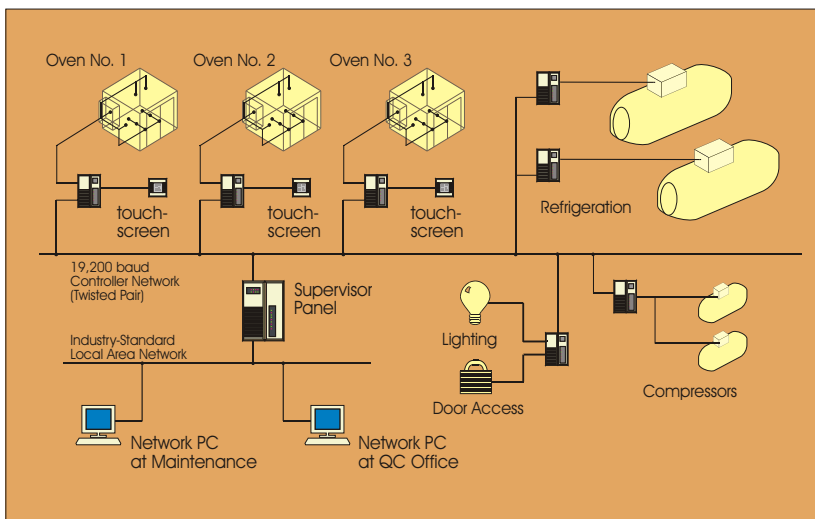 Oven No. 1
Oven No. 2
Oven No. 3
touch-
screen
touch-
screen
touch-
screen
Refrigeration
19,200 baud
Controller Network
(Twisted Pair)
Supervisor
Panel
Industry-Standard
Local Area Network
Lighting
Door Access
Compressors
Network PC
at Maintenance
Network PC
at QC Office